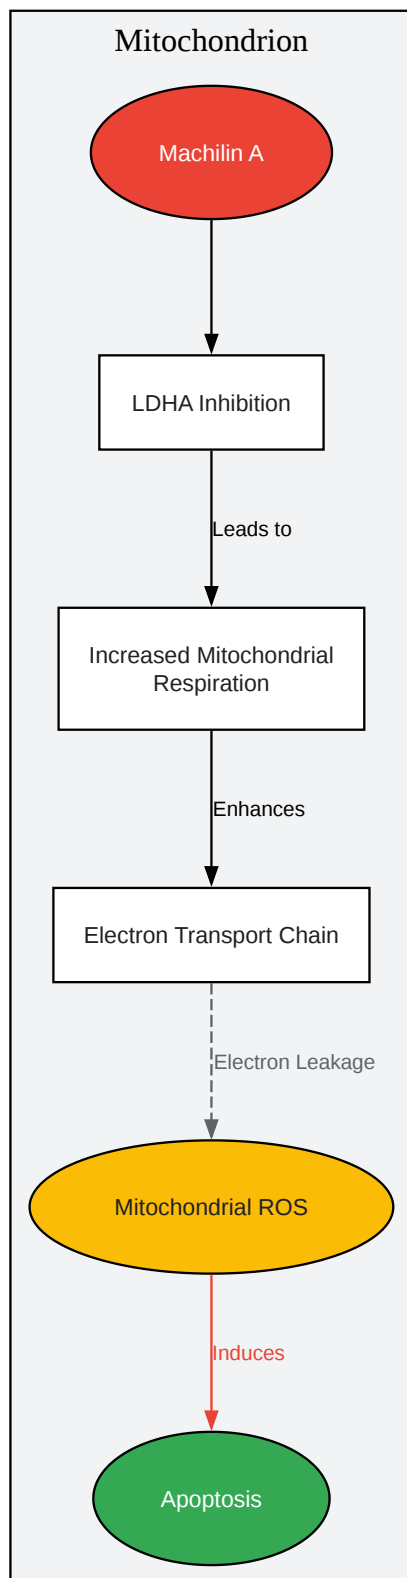 Mitochondrion
Machilin A
LDHA Inhibition
Leads to
Increased Mitochondrial
Respiration
Enhances
Electron Transport Chain
Electron Leakage
Mitochondrial ROS
Induces
Apoptosis